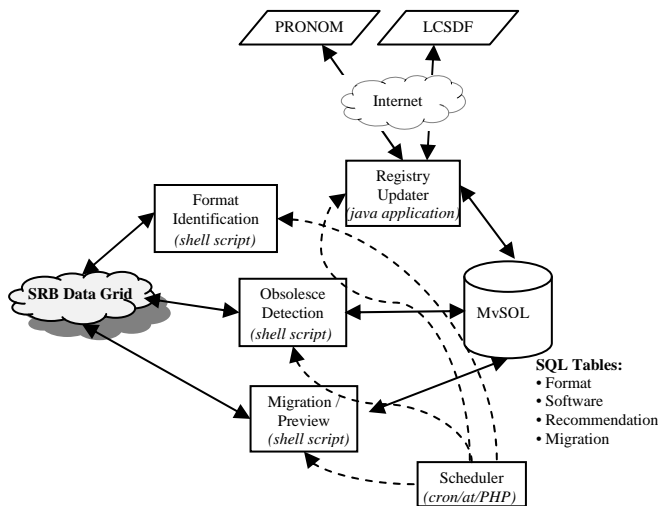 PRONOM
LCSDF
Internet
Registry
Updater
(java application)
Format
Identification
(shell script)
SRB Data Grid
Obsolesce
Detection
(shell script)
MvSOL
SQL Tables:
• Format
• Software
• Recommendation
• Migration
Migration /
Preview
(shell script)
Scheduler
(cron/at/PHP)